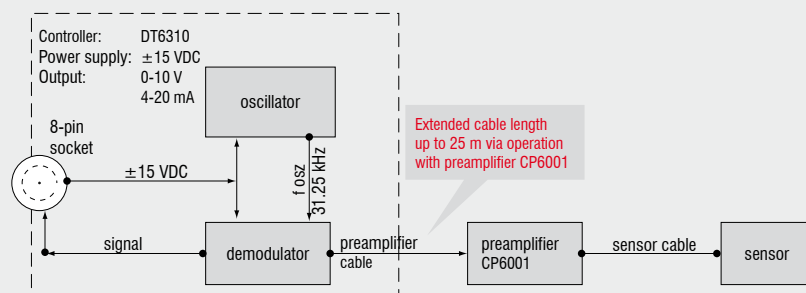 Controller: DT6310
Power supply: ±15 VDC
Output: 0-10 V
4-20 mA
oscillator
8-pin
socket
±15 VDC
f osz
31.25 kHz
Extended cable length
up to 25 m via operation
with preamplifier CP6001
signal
demodulator
preamplifier
cable
preamplifier
CP6001
sensor cable
sensor